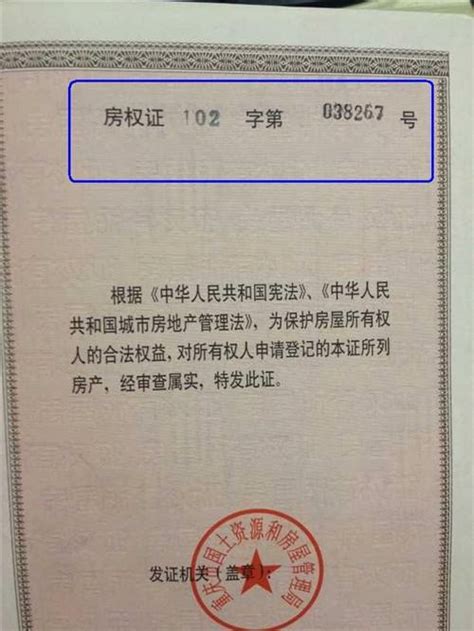 房权证 102 字第 038267 号
根据《中华人民共和国宪法》、《中华人民
共和国城市房地产管理法》，为保护房屋所有权
人的合法权益，对所有权人申请登记的本证所列
房产，经审查属实，特发此证。
发证机关（盖章）：
重庆市国土资源和房屋管理局